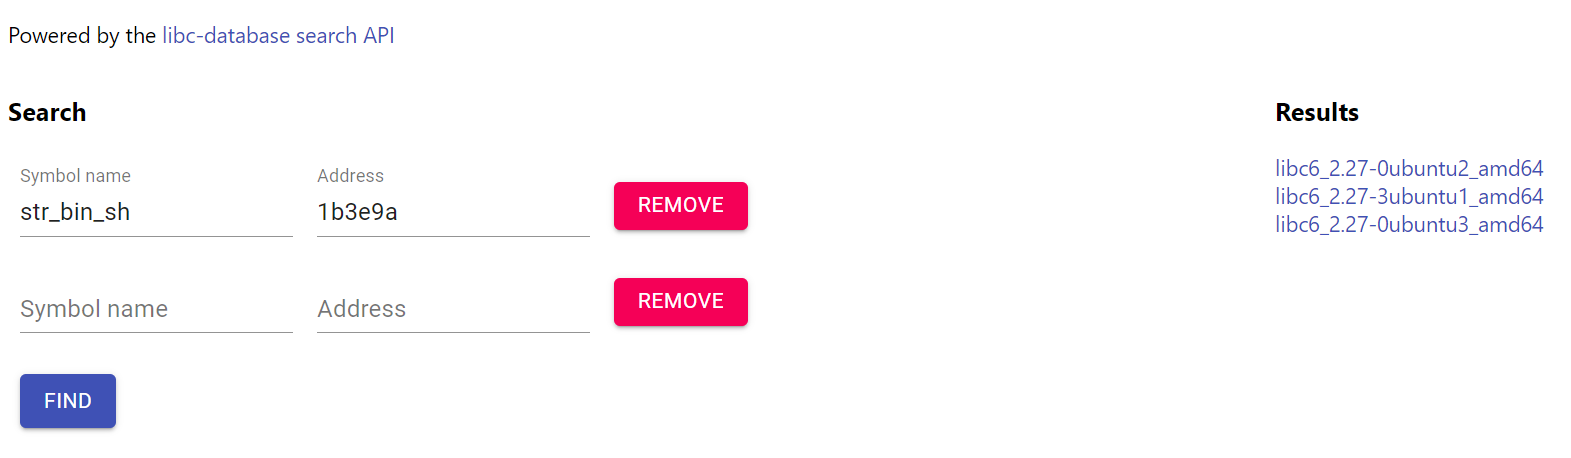 Powered by the libc-database search API
Search
Results
Symbol name
Address
str_bin_sh
1b3e9a
REMOVE
libc6_2.27-0ubuntu2_amd64
libc6_2.27-3ubuntu1_amd64
libc6_2.27-0ubuntu3_amd64
Symbol name
Address
REMOVE
FIND